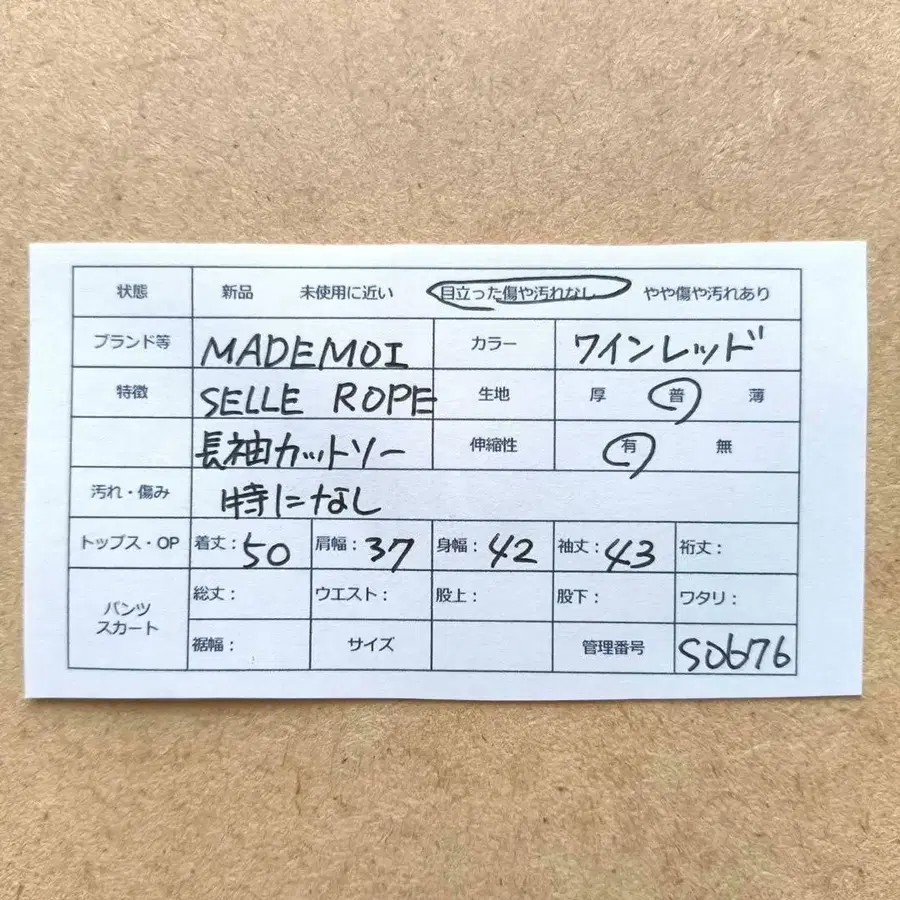 状態 新品 未使用に近い 目立った傷や汚れなし やや傷や汚れあり
ブランド等 MADEMOI カラー ワインレッド
特徴 SELLE ROPE 生地 厚 普 薄
長袖カットソー 伸縮性 有 無
汚れ・傷み 特になし
トップス・OP 着丈：50 肩幅：37 身幅：42 袖丈：43 裄丈：
パンツ スカート 総丈： ウエスト： 股上： 股下： ワタリ：
裾幅： サイズ 管理番号 S0676